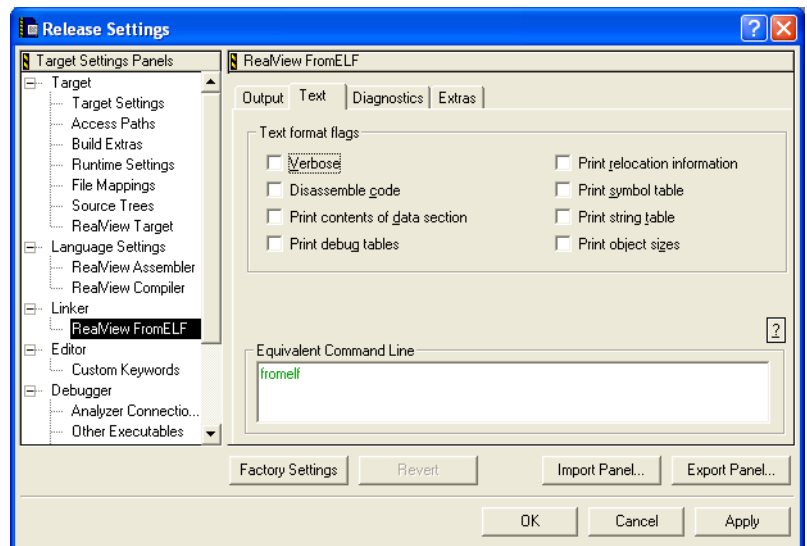 Release Settings
Target Settings Panels
Target
Target Settings
Access Paths
Build Extras
Runtime Settings
File Mappings
Source Trees
RealView Target
Language Settings
RealView Assembler
RealView Compiler
Linker
RealView FromELF
Editor
Custom Keywords
Debugger
Analyzer Connectio...
Other Executables
RealView FromELF
Output Text Diagnostics Extras
Text format flags
Verbose Print relocation information
Disassemble code Print symbol table
Print contents of data section Print string table
Print debug tables Print object sizes
?
Equivalent Command Line
fromelf
Factory Settings Revert Import Panel... Export Panel...
OK Cancel Apply